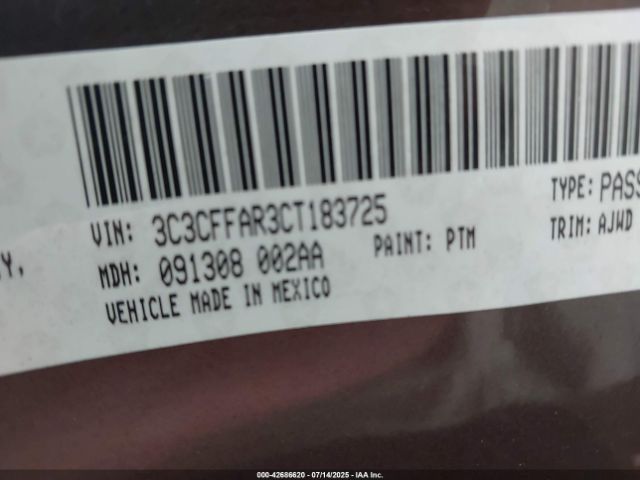 VIN: 3C3CFFAR3CT183725
TYPE: PASS
MDH: 091308 002AA
PAINT: PTM
TRIM: AJWD
VEHICLE MADE IN MEXICO
000-42686620 - 07/14/2025 - IAA Inc.